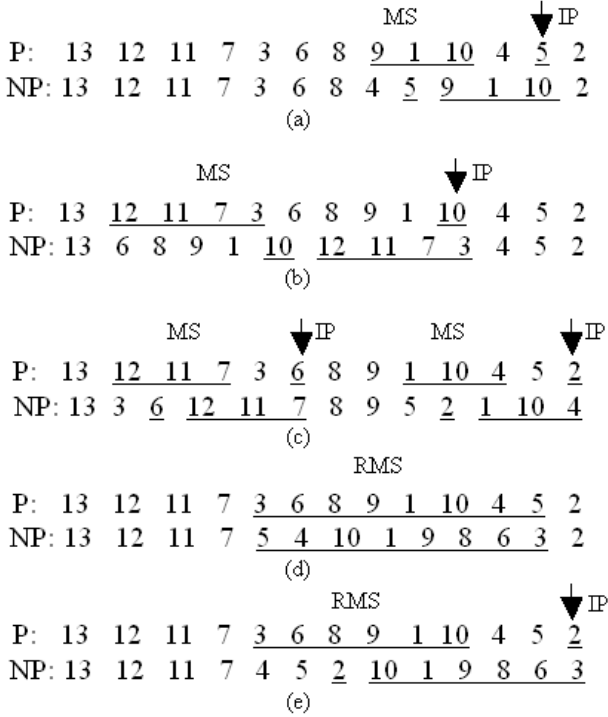 MS IP
P: 13 12 11 7 3 6 8 9 1 10 4 5 2
NP: 13 12 11 7 3 6 8 4 5 9 1 10 2
(a)
MS IP
P: 13 12 11 7 3 6 8 9 1 10 4 5 2
NP: 13 6 8 9 1 10 12 11 7 3 4 5 2
(b)
MS IP MS IP
P: 13 12 11 7 3 6 8 9 1 10 4 5 2
NP: 13 3 6 12 11 7 8 9 5 2 1 10 4
(c)
RMS
P: 13 12 11 7 3 6 8 9 1 10 4 5 2
NP: 13 12 11 7 5 4 10 1 9 8 6 3 2
(d)
RMS IP
P: 13 12 11 7 3 6 8 9 1 10 4 5 2
NP: 13 12 11 7 4 5 2 10 1 9 8 6 3
(e)